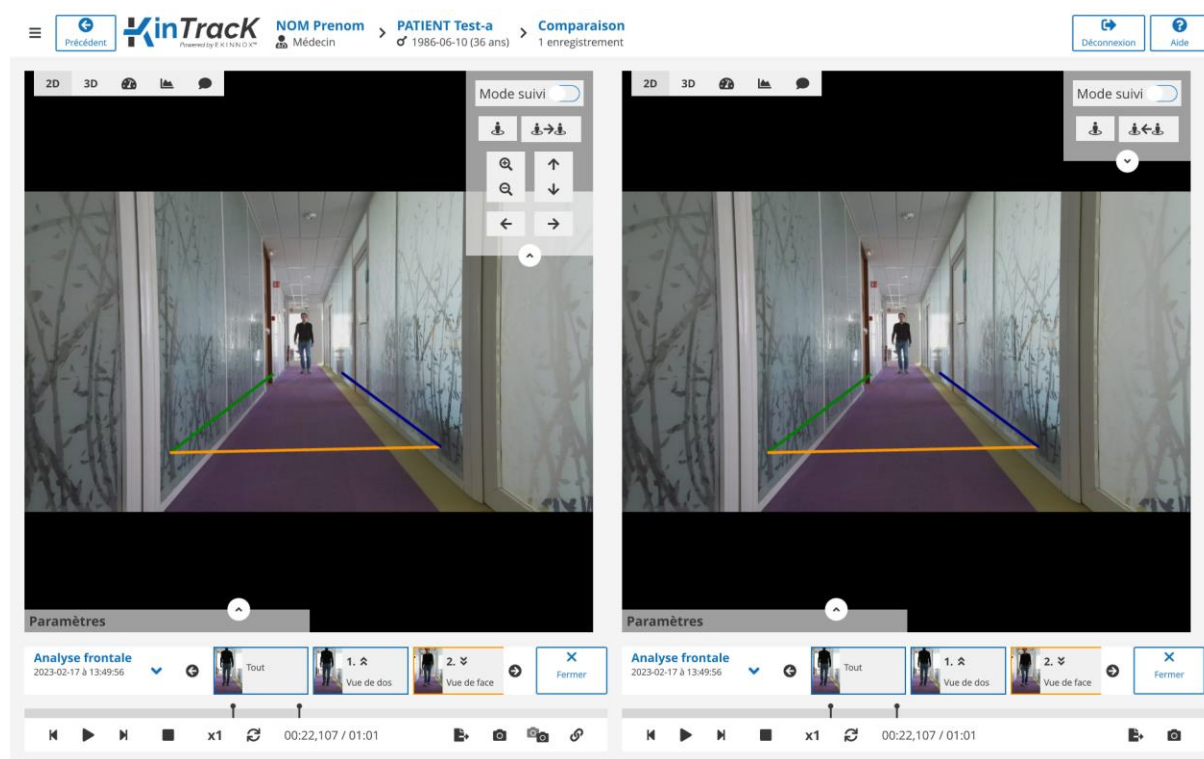 Précédent
KinTracK
Powered by EKINNOX™
NOM Prenom
Médecin
PATIENT Test-a
1986-06-10 (36 ans)
Comparaison
1 enregistrement
Déconnexion
Aide
2D 3D
Mode suivi
Paramètres
Analyse frontale
2023-02-17 à 13:49:56
Tout
1.
Vue de dos
2.
Vue de face
Fermer
x1 00:22,107 / 01:01
2D 3D
Mode suivi
Paramètres
Analyse frontale
2023-02-17 à 13:49:56
Tout
1.
Vue de dos
2.
Vue de face
Fermer
x1 00:22,107 / 01:01